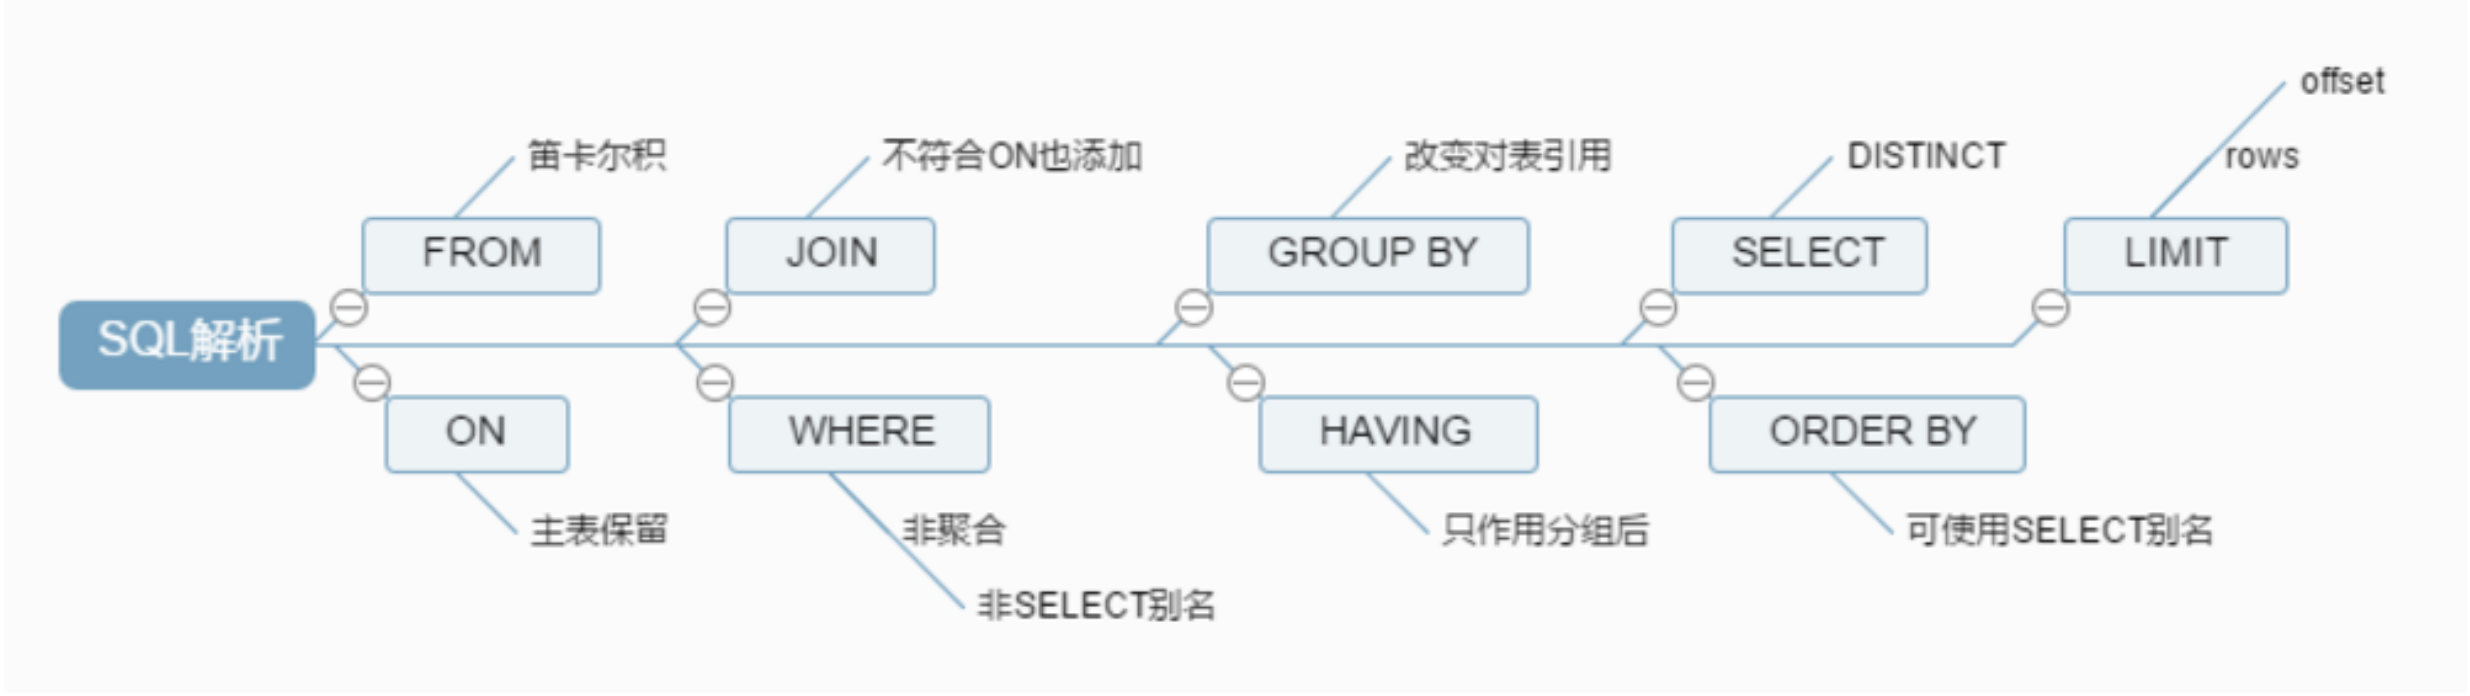 offset
笛卡尔积
不符合ON也添加
改变对表引用
DISTINCT
rows
FROM
JOIN
GROUP BY
SELECT
LIMIT
SQL解析
ON
WHERE
HAVING
ORDER BY
主表保留
非聚合
只作用分组后
可使用SELECT别名
非SELECT别名